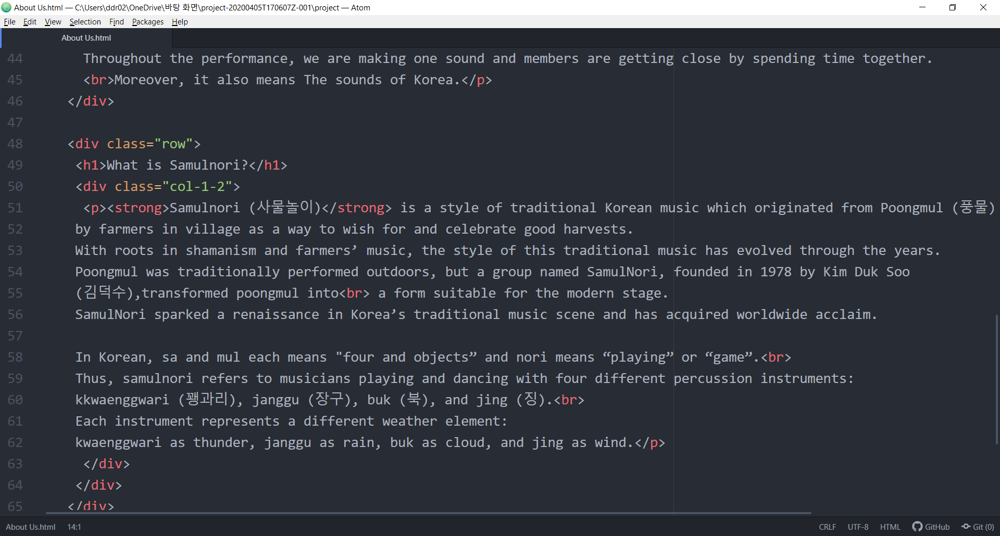 About Us.html — C:\Users\ddr02\OneDrive\바탕 화면\project-20200405T170607Z-001\project — Atom
File Edit View Selection Find Packages Help
About Us.html
44 Throughout the performance, we are making one sound and members are getting close by spending time together.
45 <br>Moreover, it also means The sounds of Korea.</p>
46 </div>
47
48 <div class="row">
49 <h1>What is Samulnori?</h1>
50 <div class="col-1-2">
51 <p><strong>Samulnori (사물놀이)</strong> is a style of traditional Korean music which originated from Poongmul (풍물)
52 by farmers in village as a way to wish for and celebrate good harvests.
53 With roots in shamanism and farmers’ music, the style of this traditional music has evolved through the years.
54 Poongmul was traditionally performed outdoors, but a group named SamulNori, founded in 1978 by Kim Duk Soo
55 (김덕수),transformed poongmul into<br> a form suitable for the modern stage.
56 SamulNori sparked a renaissance in Korea’s traditional music scene and has acquired worldwide acclaim.
57
58 In Korean, sa and mul each means "four and objects” and nori means “playing” or “game”.<br>
59 Thus, samulnori refers to musicians playing and dancing with four different percussion instruments:
60 kkwaenggwari (꽹과리), janggu (장구), buk (북), and jing (징).<br>
61 Each instrument represents a different weather element:
62 kwaenggwari as thunder, janggu as rain, buk as cloud, and jing as wind.</p>
63 </div>
64 </div>
65 </div>
About Us.html 14:1 CRLF UTF-8 HTML GitHub Git (0)